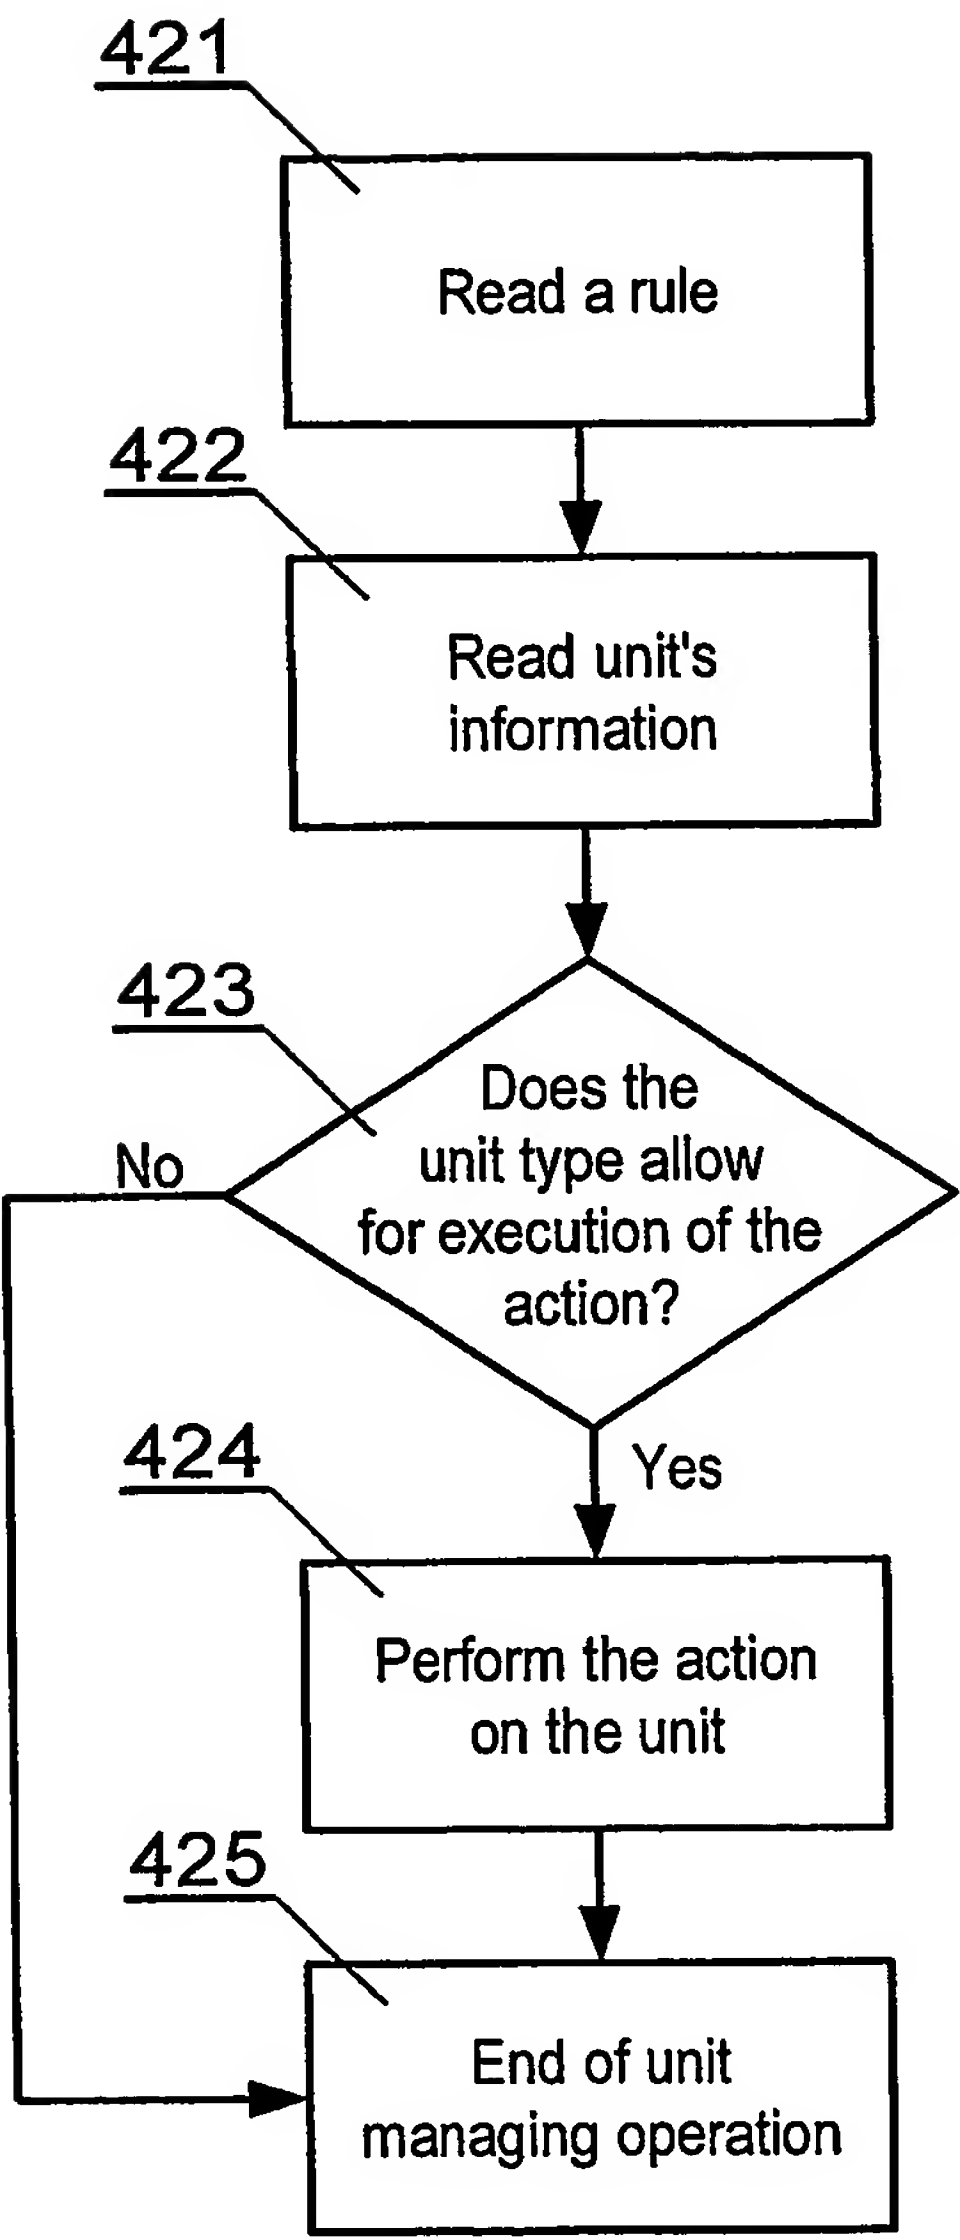 421
Read a rule
422
Read unit's
information
423
Does the
unit type allow
for execution of the
action?
No
Yes
424
Perform the action
on the unit
425
End of unit
managing operation